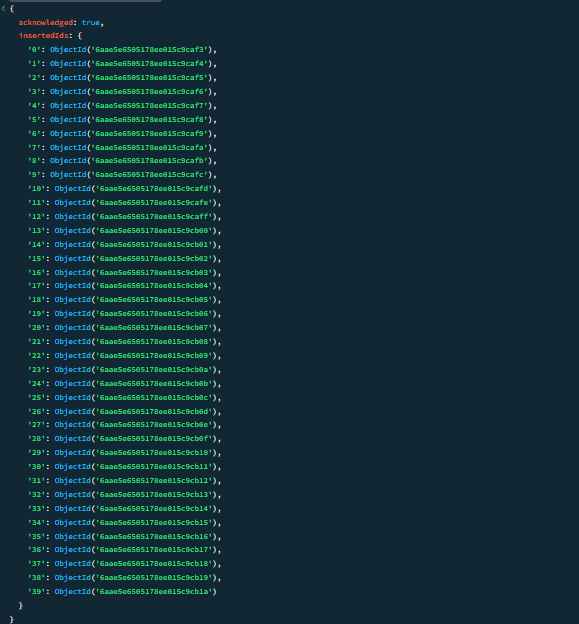 {
acknowledged: true,
insertedIds: {
'0': ObjectId('6aae5e6505178ee015c9caf3'),
'1': ObjectId('6aae5e6505178ee015c9caf4'),
'2': ObjectId('6aae5e6505178ee015c9caf5'),
'3': ObjectId('6aae5e6505178ee015c9caf6'),
'4': ObjectId('6aae5e6505178ee015c9caf7'),
'5': ObjectId('6aae5e6505178ee015c9caf8'),
'6': ObjectId('6aae5e6505178ee015c9caf9'),
'7': ObjectId('6aae5e6505178ee015c9cafa'),
'8': ObjectId('6aae5e6505178ee015c9cafb'),
'9': ObjectId('6aae5e6505178ee015c9cafc'),
'10': ObjectId('6aae5e6505178ee015c9cafd'),
'11': ObjectId('6aae5e6505178ee015c9cafe'),
'12': ObjectId('6aae5e6505178ee015c9caff'),
'13': ObjectId('6aae5e6505178ee015c9cb00'),
'14': ObjectId('6aae5e6505178ee015c9cb01'),
'15': ObjectId('6aae5e6505178ee015c9cb02'),
'16': ObjectId('6aae5e6505178ee015c9cb03'),
'17': ObjectId('6aae5e6505178ee015c9cb04'),
'18': ObjectId('6aae5e6505178ee015c9cb05'),
'19': ObjectId('6aae5e6505178ee015c9cb06'),
'20': ObjectId('6aae5e6505178ee015c9cb07'),
'21': ObjectId('6aae5e6505178ee015c9cb08'),
'22': ObjectId('6aae5e6505178ee015c9cb09'),
'23': ObjectId('6aae5e6505178ee015c9cb0a'),
'24': ObjectId('6aae5e6505178ee015c9cb0b'),
'25': ObjectId('6aae5e6505178ee015c9cb0c'),
'26': ObjectId('6aae5e6505178ee015c9cb0d'),
'27': ObjectId('6aae5e6505178ee015c9cb0e'),
'28': ObjectId('6aae5e6505178ee015c9cb0f'),
'29': ObjectId('6aae5e6505178ee015c9cb10'),
'30': ObjectId('6aae5e6505178ee015c9cb11'),
'31': ObjectId('6aae5e6505178ee015c9cb12'),
'32': ObjectId('6aae5e6505178ee015c9cb13'),
'33': ObjectId('6aae5e6505178ee015c9cb14'),
'34': ObjectId('6aae5e6505178ee015c9cb15'),
'35': ObjectId('6aae5e6505178ee015c9cb16'),
'36': ObjectId('6aae5e6505178ee015c9cb17'),
'37': ObjectId('6aae5e6505178ee015c9cb18'),
'38': ObjectId('6aae5e6505178ee015c9cb19'),
'39': ObjectId('6aae5e6505178ee015c9cb1a')
}
}